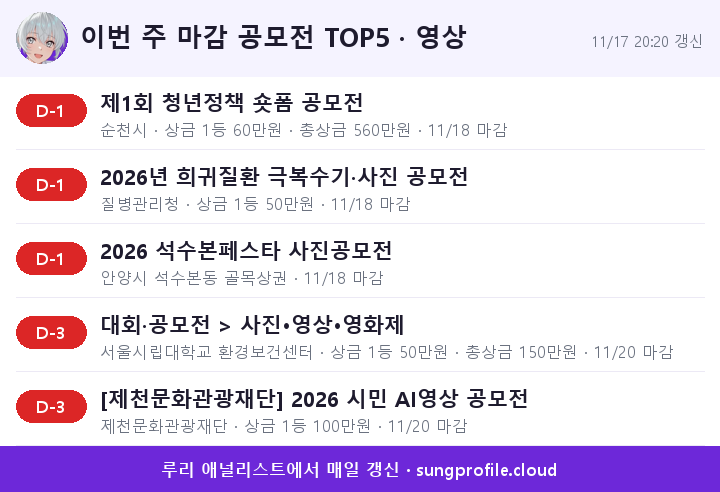 이번 주 마감 공모전 TOP5 · 영상
11/17 20:20 갱신
D-1
제1회 청년정책 숏폼 공모전
순천시 · 상금 1등 60만원 · 총상금 560만원 · 11/18 마감
D-1
2026년 희귀질환 극복수기·사진 공모전
질병관리청 · 상금 1등 50만원 · 11/18 마감
D-1
2026 석수본페스타 사진공모전
안양시 석수본동 골목상권 · 11/18 마감
D-3
대회·공모전 > 사진•영상•영화제
서울시립대학교 환경보건센터 · 상금 1등 50만원 · 총상금 150만원 · 11/20 마감
D-3
[제천문화관광재단] 2026 시민 AI영상 공모전
제천문화관광재단 · 상금 1등 100만원 · 11/20 마감
루리 애널리스트에서 매일 갱신 · sungprofile.cloud